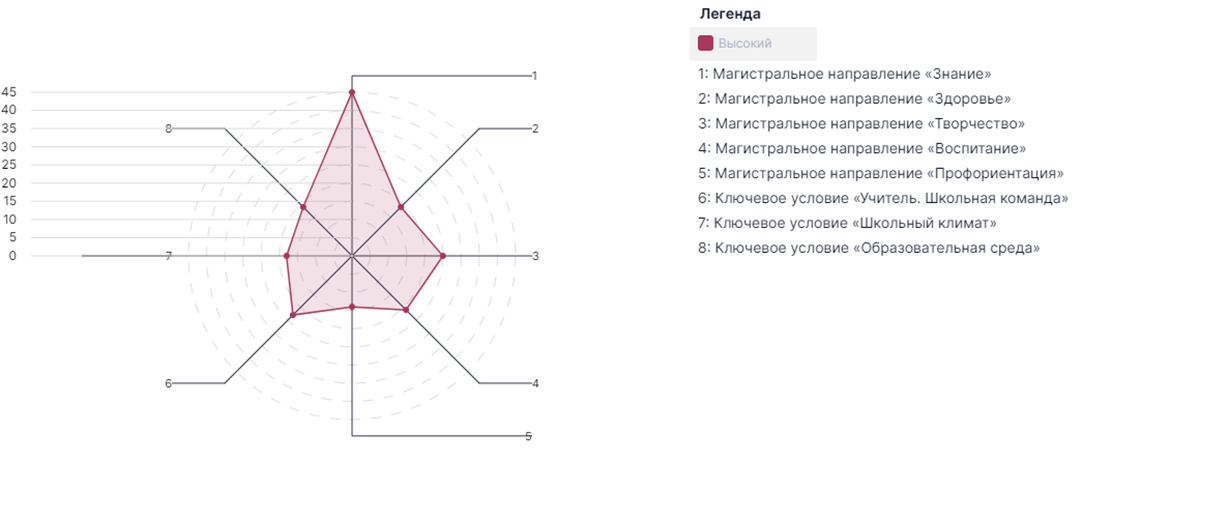 Легенда
Высокий
1: Магистральное направление «Знание»
2: Магистральное направление «Здоровье»
3: Магистральное направление «Творчество»
4: Магистральное направление «Воспитание»
5: Магистральное направление «Профориентация»
6: Ключевое условие «Учитель. Школьная команда»
7: Ключевое условие «Школьный климат»
8: Ключевое условие «Образовательная среда»
45
40
35
30
25
20
15
10
5
0
1
2
3
4
5
6
7
8